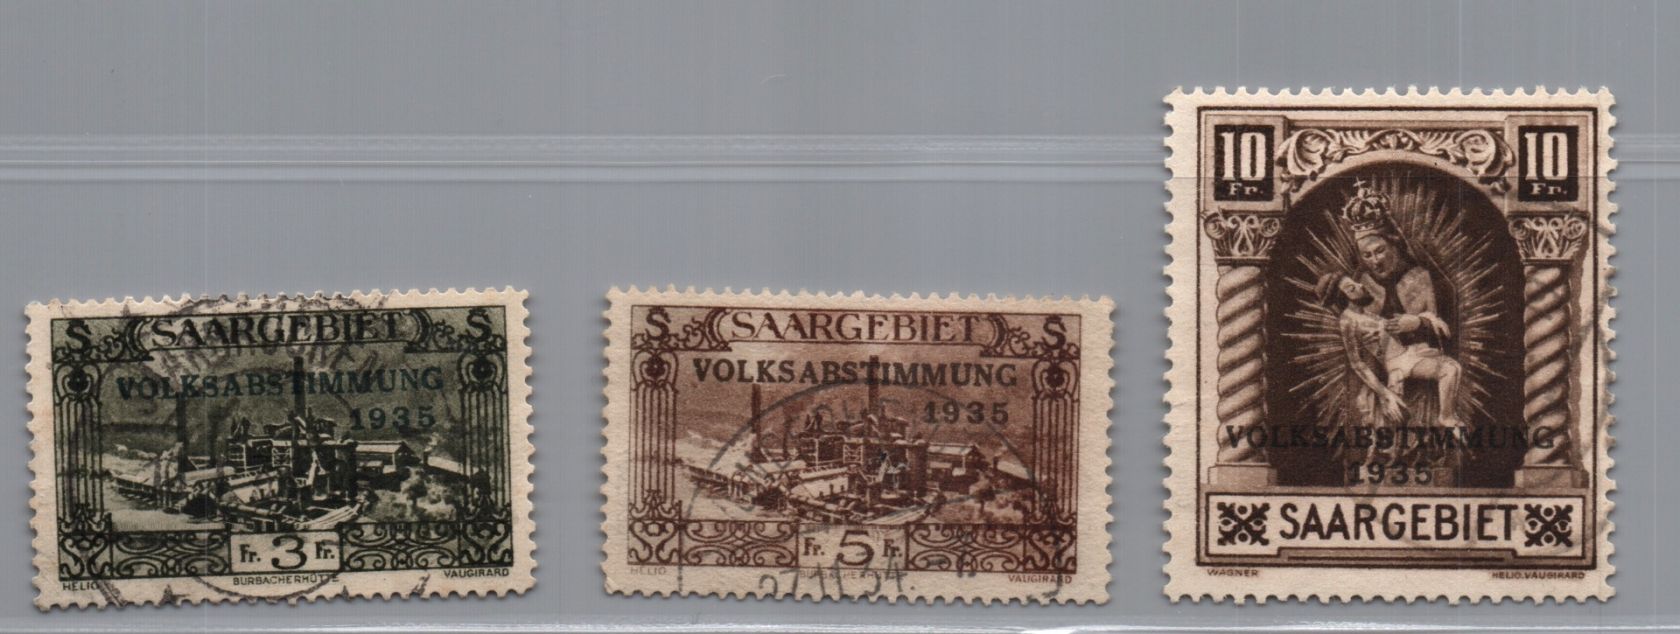 S SAARGEBIET S
VOLKSABSTIMMUNG
1935
Fr. 3 Fr.
HELIO BURBACHERHÜTTE VAUGIRARD
S SAARGEBIET S
VOLKSABSTIMMUNG
1935
Fr. 5 Fr.
HELIO BURBACHERHÜTTE VAUGIRARD
10 10
Fr. Fr.
VOLKSABSTIMMUNG
1935
SAARGEBIET
WAGNER HELIO.VAUGIRARD